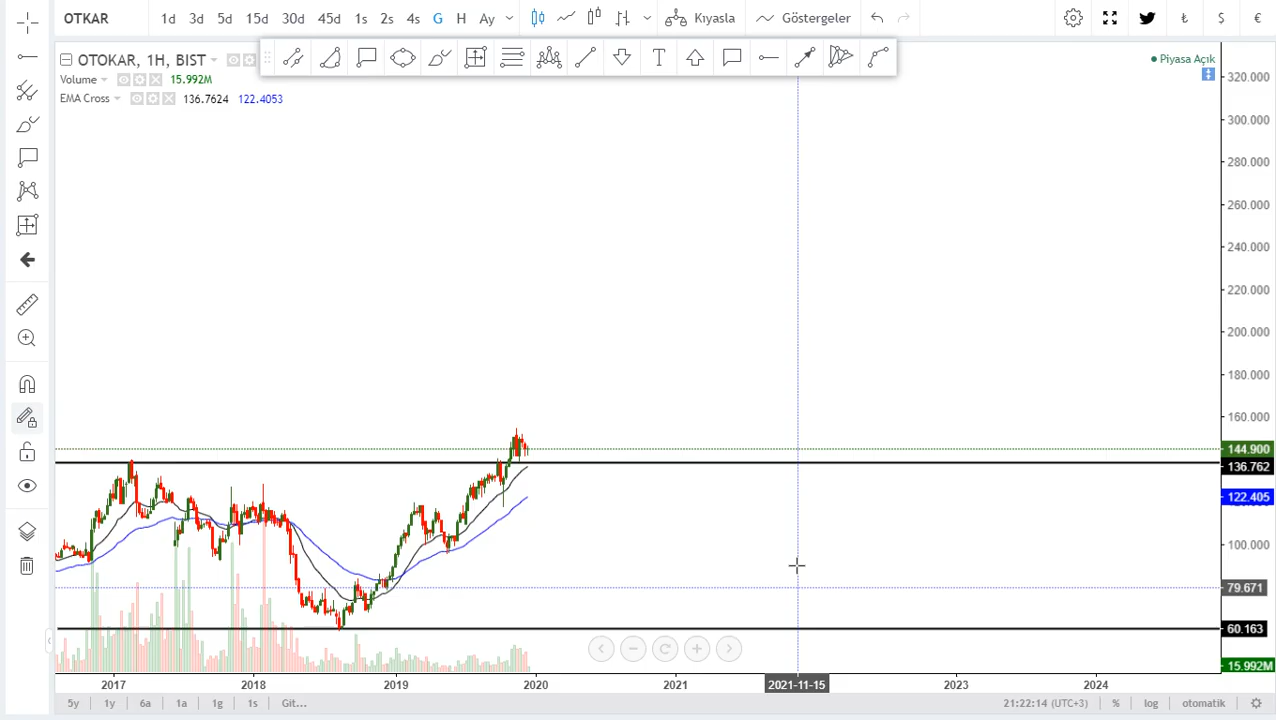 OTKAR 1d 3d 5d 15d 30d 45d 1s 2s 4s G H Ay Kıyasla Göstergeler ₺ $ €
OTOKAR, 1H, BIST
Piyasa Açık
Volume 15.992M
EMA Cross 136.7624 122.4053
T
320.000
300.000
280.000
260.000
240.000
220.000
200.000
180.000
160.000
144.900
136.762
122.405
100.000
79.671
60.163
15.992M
2017 2018 2019 2020 2021 2021-11-15 2023 2024
5y 1y 6a 1a 1g 1s Git... 21:22:14 (UTC+3) % log otomatik